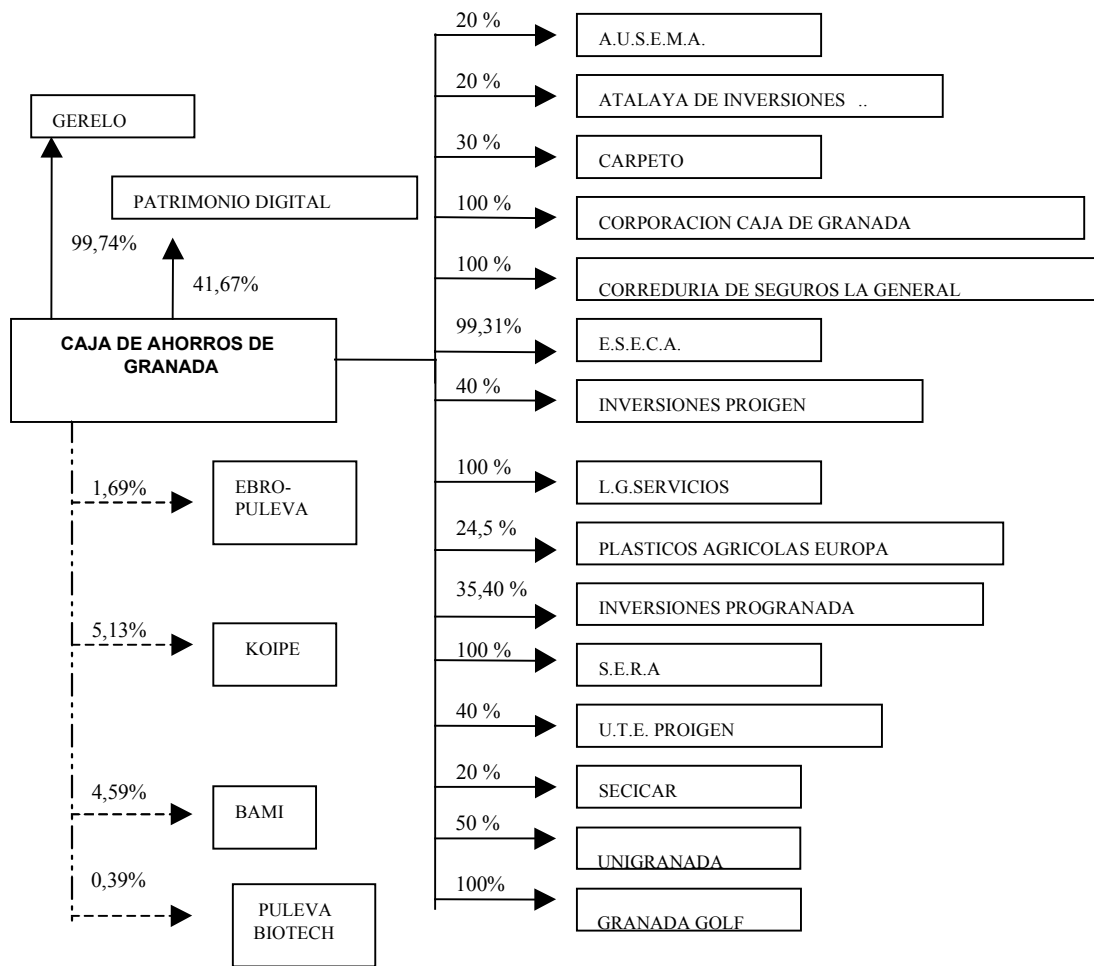 20 %
A.U.S.E.M.A.
20 %
ATALAYA DE INVERSIONES ..
GERELO
30 %
CARPETO
PATRIMONIO DIGITAL
100 %
CORPORACION CAJA DE GRANADA
99,74%
41,67%
100 %
CORREDURIA DE SEGUROS LA GENERAL
CAJA DE AHORROS DE
GRANADA
99,31%
E.S.E.C.A.
40 %
INVERSIONES PROIGEN
1,69%
EBRO-
PULEVA
100 %
L.G.SERVICIOS
24,5 %
PLÁSTICOS AGRICOLAS EUROPA
35,40 %
INVERSIONES PROGRANADA
5,13%
KOIPE
100 %
S.E.R.A
40 %
U.T.E. PROIGEN
20 %
SECICAR
4,59%
BAMI
50 %
UNIGRANADA
0,39%
PULEVA
BIOTECH
100%
GRANADA GOLF